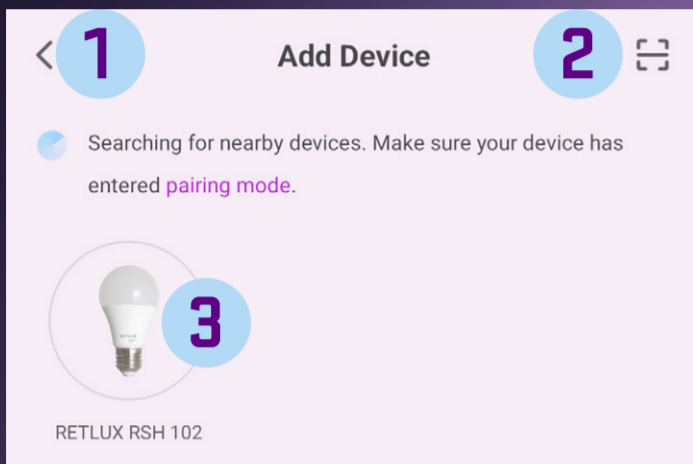 1
Add Device
2
Searching for nearby devices. Make sure your device has
entered pairing mode.
RETLUX
3
RETLUX RSH 102